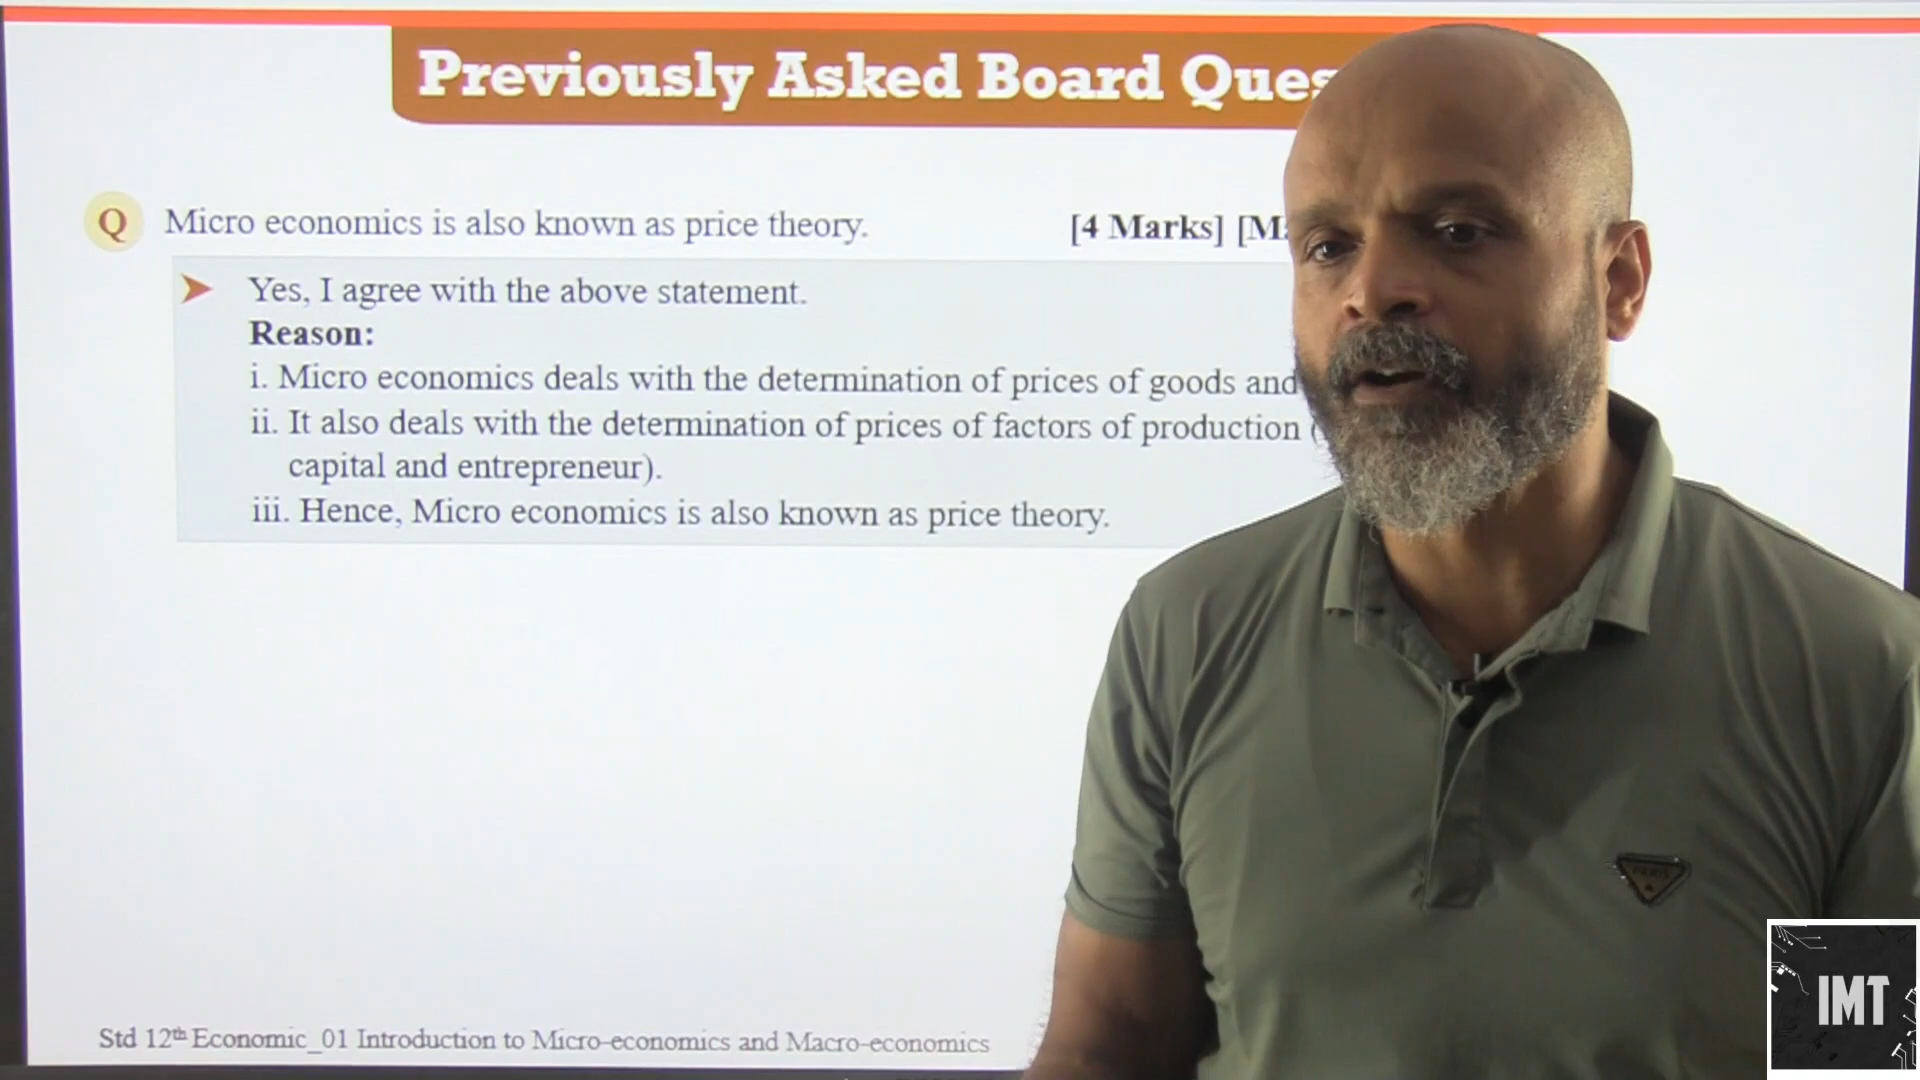 Previously Asked Board Ques
Q Micro economics is also known as price theory. [4 Marks]
Yes, I agree with the above statement.
Reason:
i. Micro economics deals with the determination of prices of goods and
ii. It also deals with the determination of prices of factors of production (
capital and entrepreneur).
iii. Hence, Micro economics is also known as price theory.
PARIS
Std 12th Economic_01 Introduction to Micro-economics and Macro-economics
IMT